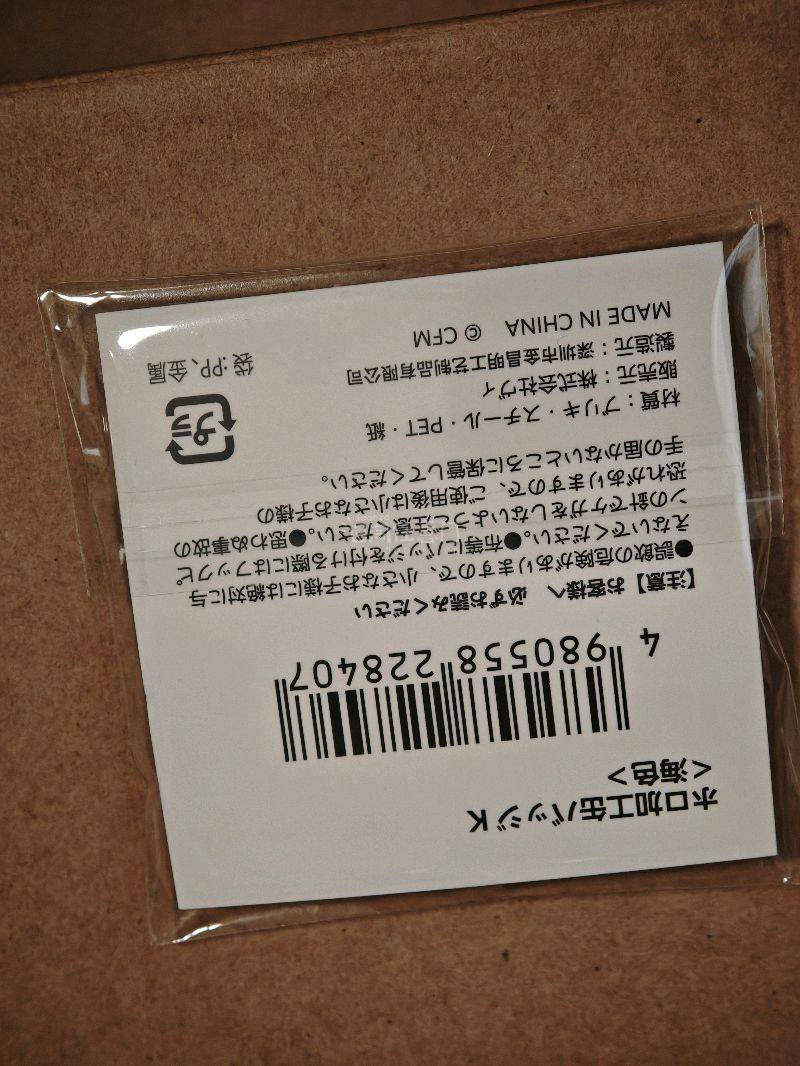 ホロ加工缶バッジ K
＜海色＞
4 980558 228407
【注意】 お客様へ 必ずお読みください
●誤飲の危険がありますので、小さなお子様には絶対に与
えないでください。●布等にバッジを付ける際にはフックピ
ンの針でケガをしないようご注意ください。●思わぬ事故の
恐れがありますので、ご使用後は小さなお子様の
手の届かないところに保管してください。
材質：ブリキ・スチール・PET・紙
販売元：株式会社ヴィ
製造元：深圳市金昌明工艺制品有限公司
MADE IN CHINA © CFM
プラ
袋:PP、金属